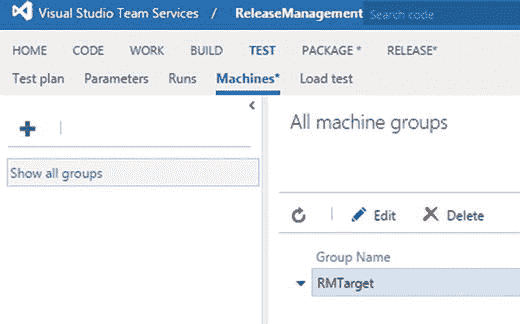 Visual Studio Team Services / ReleaseManagement Search code
HOME CODE WORK BUILD TEST PACKAGE * RELEASE*
Test plan Parameters Runs Machines* Load test
Show all groups
All machine groups
Edit Delete
Group Name
RMTarget